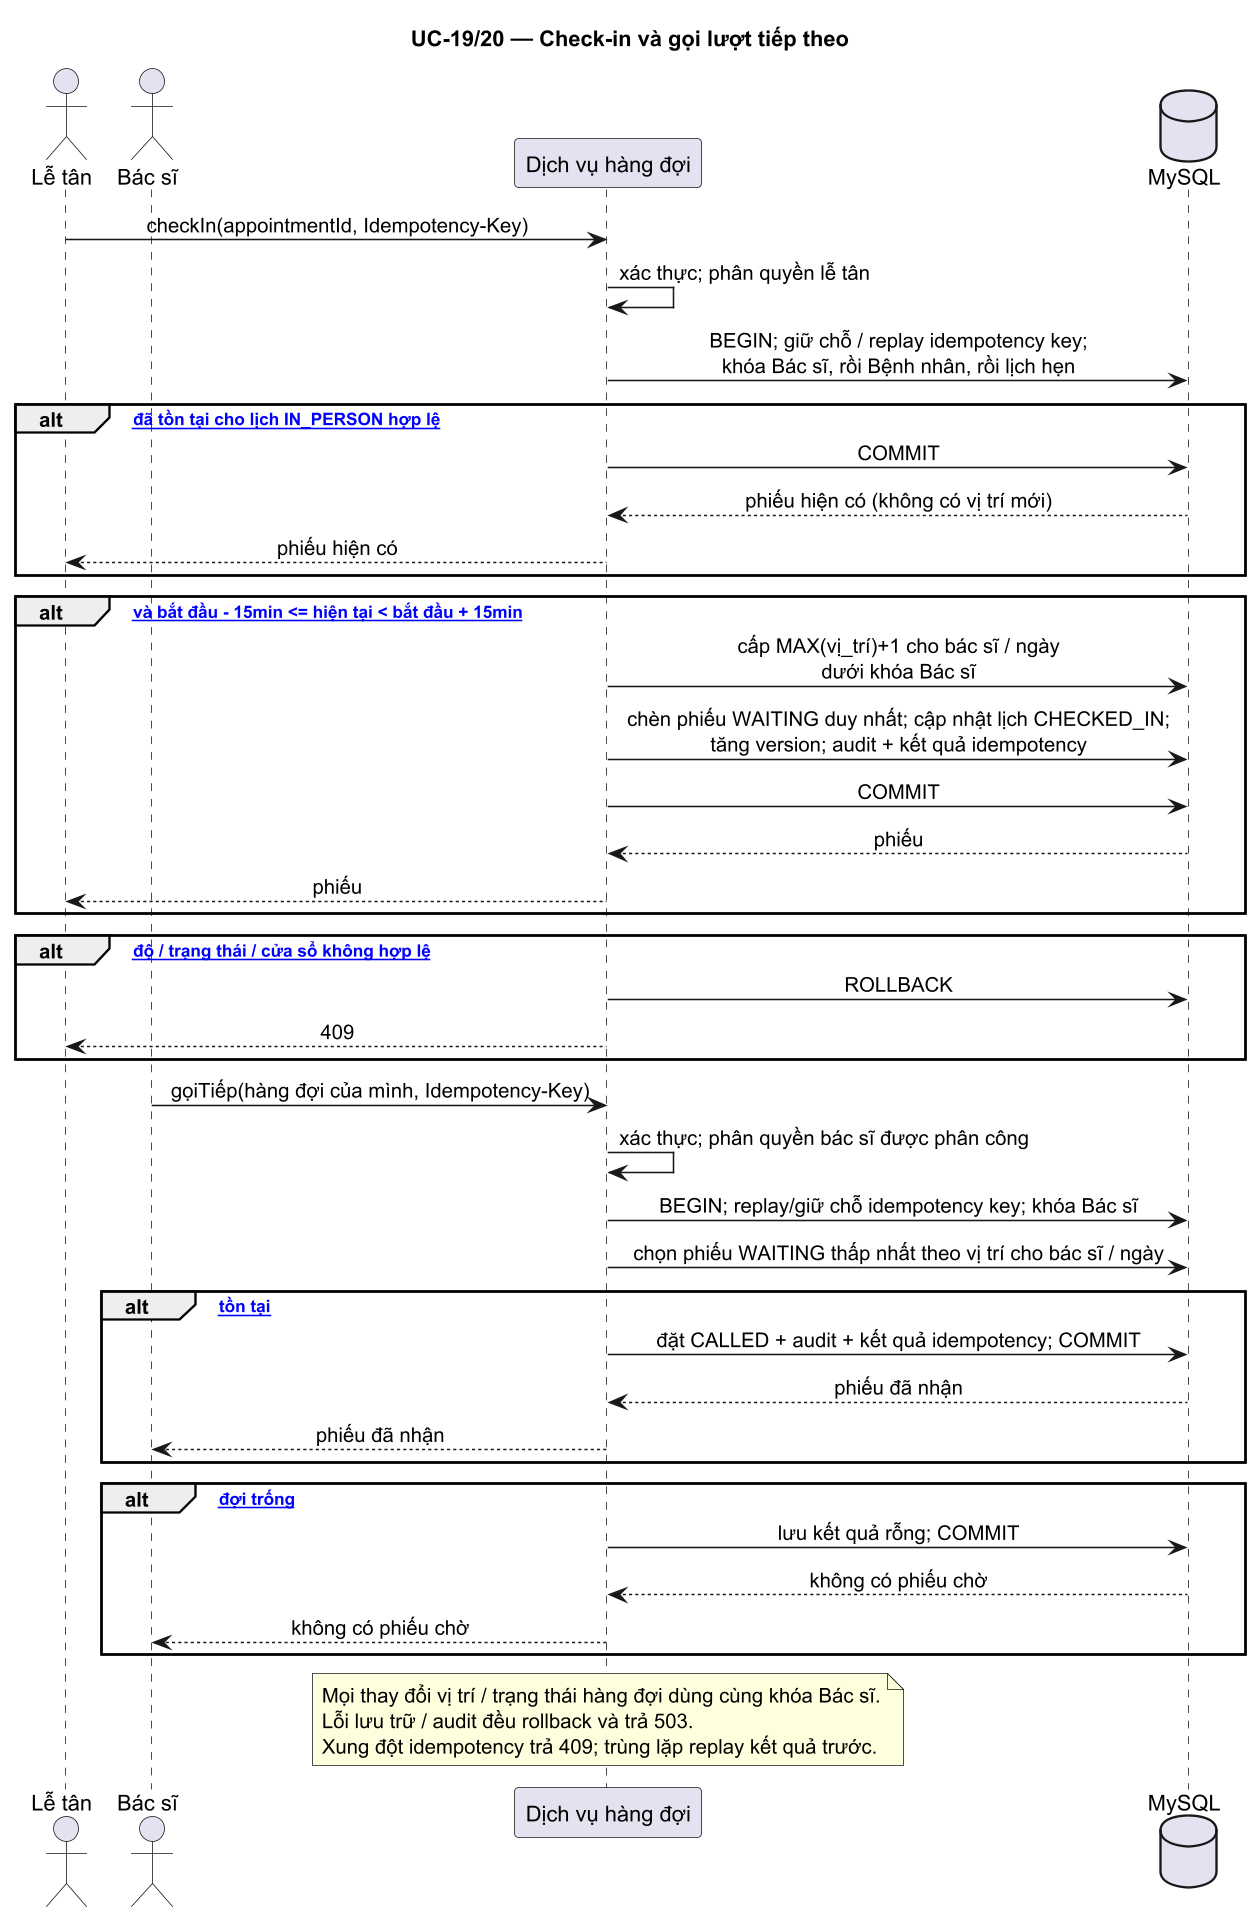 UC-19/20 — Check-in và gọi lượt tiếp theo
Lễ tân
Bác sĩ
Dịch vụ hàng đợi
MySQL
checkIn(appointmentId, Idempotency-Key)
xác thực; phân quyền lễ tân
BEGIN; giữ chỗ / replay idempotency key;
khóa Bác sĩ, rồi Bệnh nhân, rồi lịch hẹn
alt
đã tồn tại cho lịch IN_PERSON hợp lệ
COMMIT
phiếu hiện có (không có vị trí mới)
phiếu hiện có
alt
và bắt đầu - 15min <= hiện tại < bắt đầu + 15min
cấp MAX(vị_trí)+1 cho bác sĩ / ngày
dưới khóa Bác sĩ
chèn phiếu WAITING duy nhất; cập nhật lịch CHECKED_IN;
tăng version; audit + kết quả idempotency
COMMIT
phiếu
phiếu
alt
độ / trạng thái / cửa sổ không hợp lệ
ROLLBACK
409
gọiTiếp(hàng đợi của mình, Idempotency-Key)
xác thực; phân quyền bác sĩ được phân công
BEGIN; replay/giữ chỗ idempotency key; khóa Bác sĩ
chọn phiếu WAITING thấp nhất theo vị trí cho bác sĩ / ngày
alt
tồn tại
đặt CALLED + audit + kết quả idempotency; COMMIT
phiếu đã nhận
phiếu đã nhận
alt
đợi trống
lưu kết quả rỗng; COMMIT
không có phiếu chờ
không có phiếu chờ
Mọi thay đổi vị trí / trạng thái hàng đợi dùng cùng khóa Bác sĩ.
Lỗi lưu trữ / audit đều rollback và trả 503.
Xung đột idempotency trả 409; trùng lặp replay kết quả trước.
Lễ tân
Bác sĩ
Dịch vụ hàng đợi
MySQL